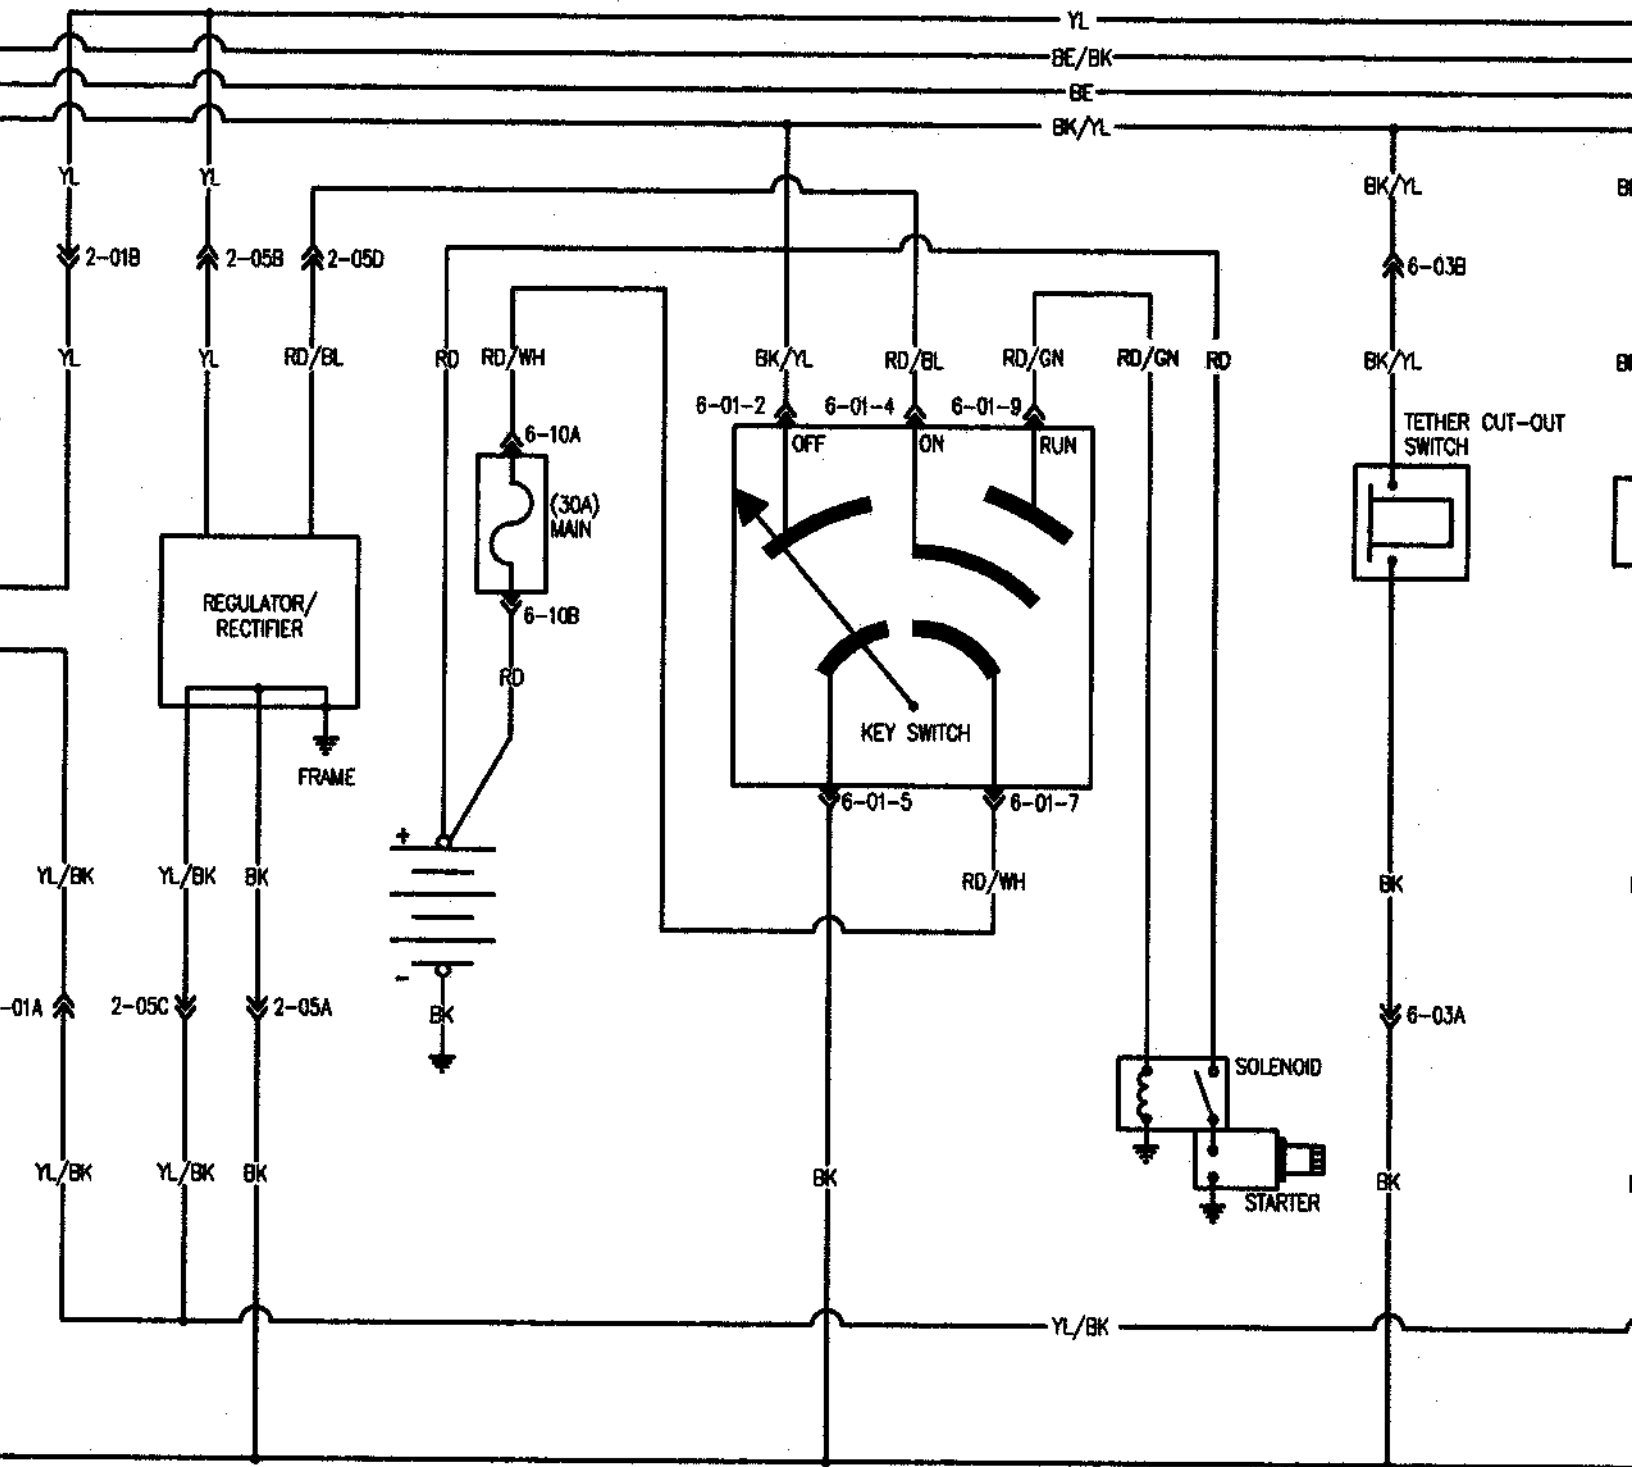 YL
BE/BK
BE
BK/YL
YL
YL
BK/YL
2-01B
2-05B
2-05D
6-03B
YL
YL
RD/BL
RD
RD/WH
BK/YL
RD/BL
RD/GN
RD/GN
RD
BK/YL
6-01-2
6-01-4
6-01-9
6-10A
OFF
ON
RUN
TETHER CUT-OUT
SWITCH
(30A)
MAIN
REGULATOR/
RECTIFIER
6-10B
RD
KEY SWITCH
FRAME
6-01-5
6-01-7
+
YL/BK
YL/BK
BK
RD/WH
BK
-
-01A
2-05C
2-05A
BK
6-03A
SOLENOID
YL/BK
YL/BK
BK
BK
BK
STARTER
YL/BK